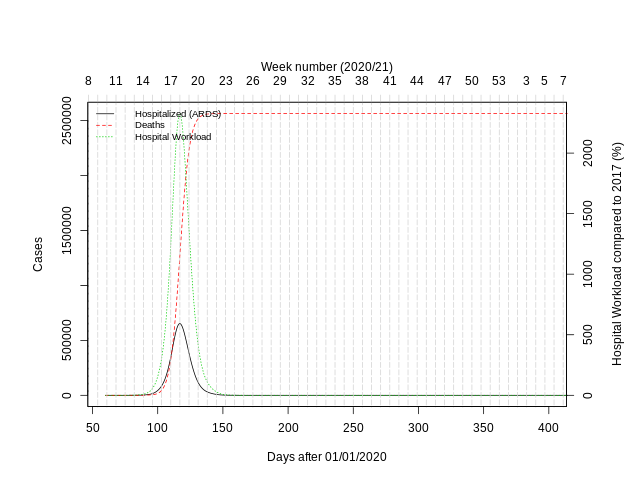 Week number (2020/21)
8 11 14 17 20 23 26 29 32 35 38 41 44 47 50 53 3 5 7
Hospitalized (ARDS)
Deaths
Hospital Workload
Cases
0 500000 1500000 2500000
Hospital Workload compared to 2017 (%)
0 500 1000 1500 2000
50 100 150 200 250 300 350 400
Days after 01/01/2020